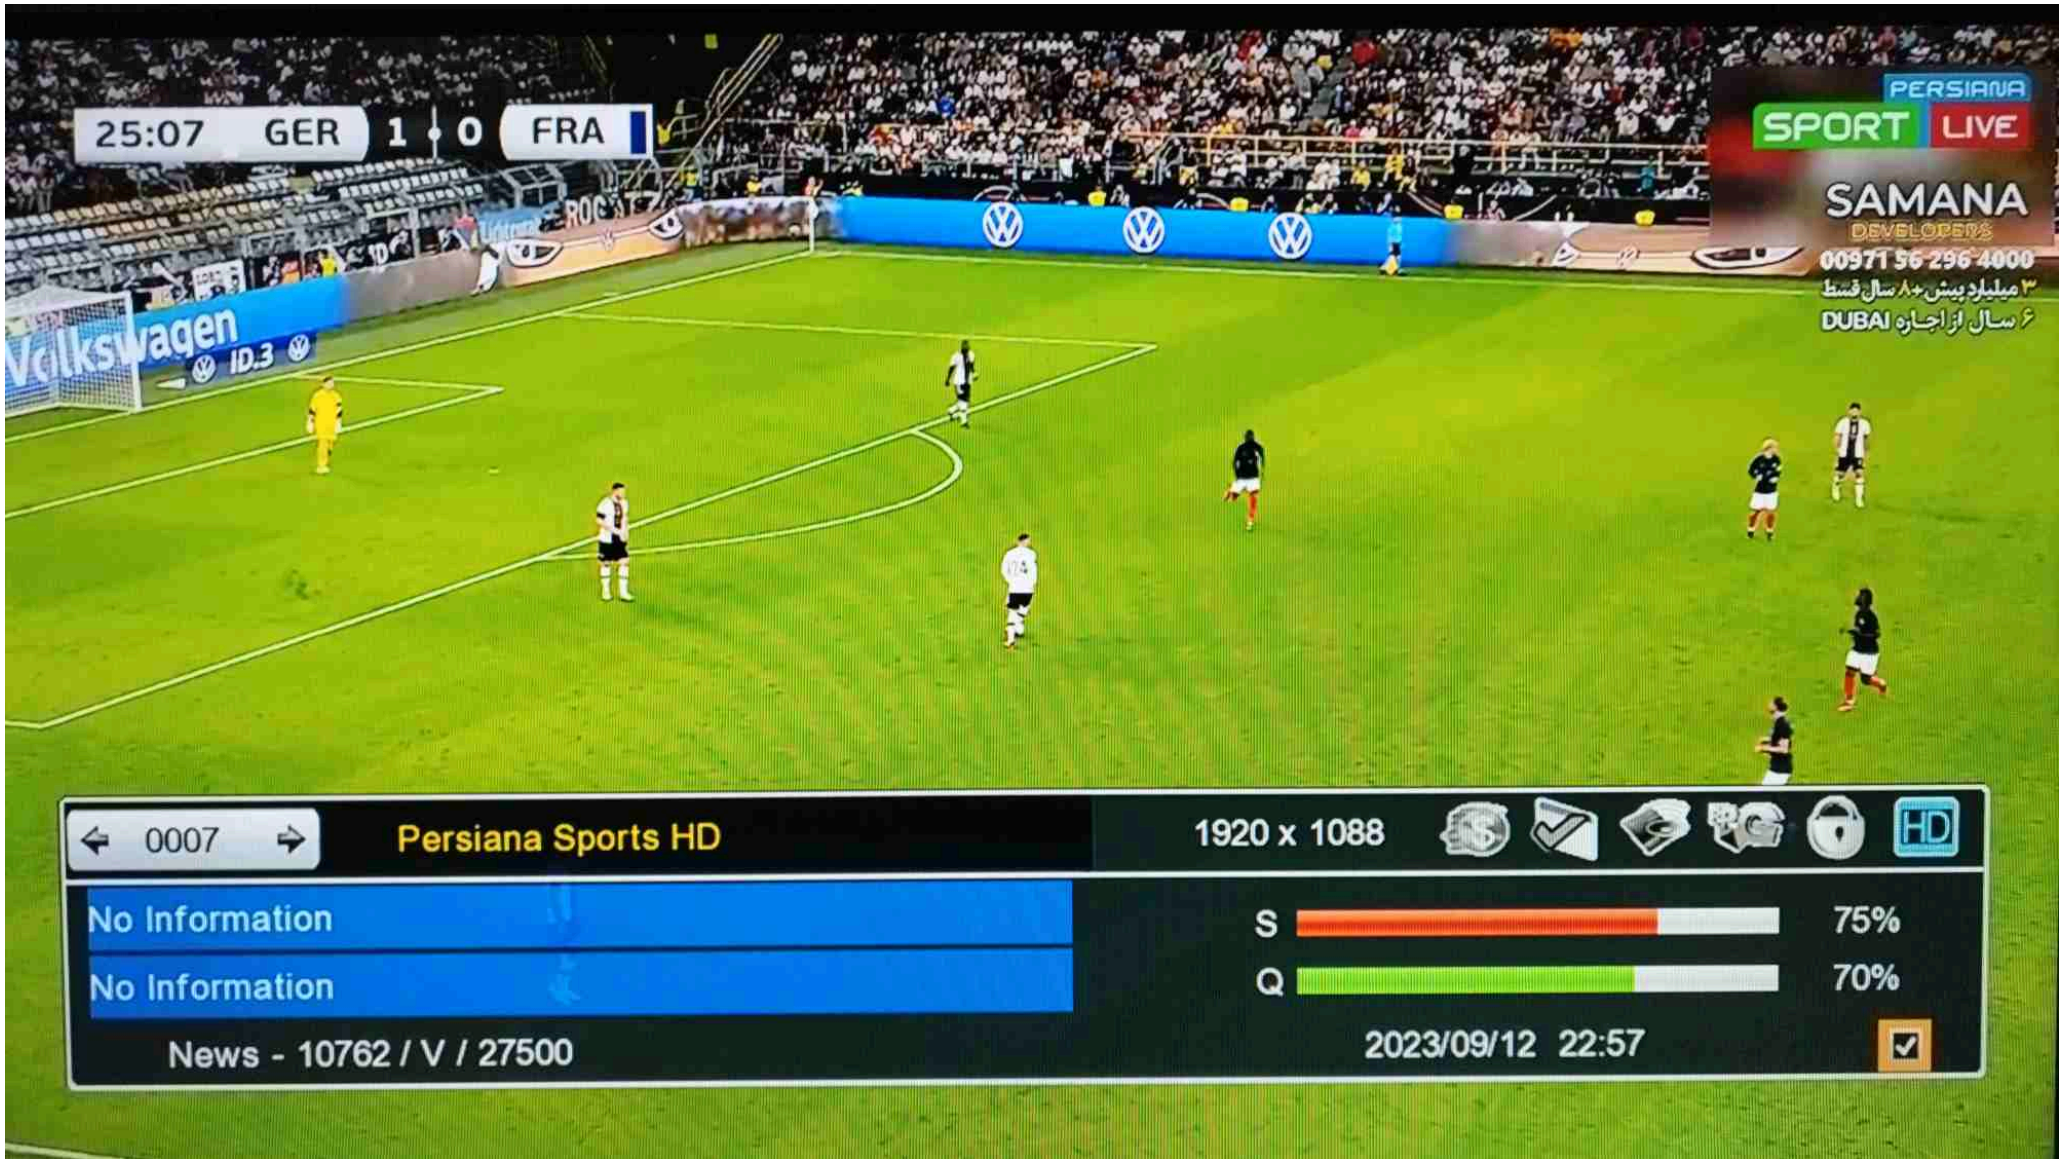 25:07 GER 1 0 FRA
PERSIANA
SPORT LIVE
SAMANA
DEVELOPERS
00971 56 296 4000
۳ میلیارد پیش+۸ سال قسط
۶ سال از اجاره DUBAI
Volkswagen
ID.3
24
0007
Persiana Sports HD
1920 x 1088
HD
No Information
No Information
S 75%
Q 70%
News - 10762 / V / 27500
2023/09/12 22:57